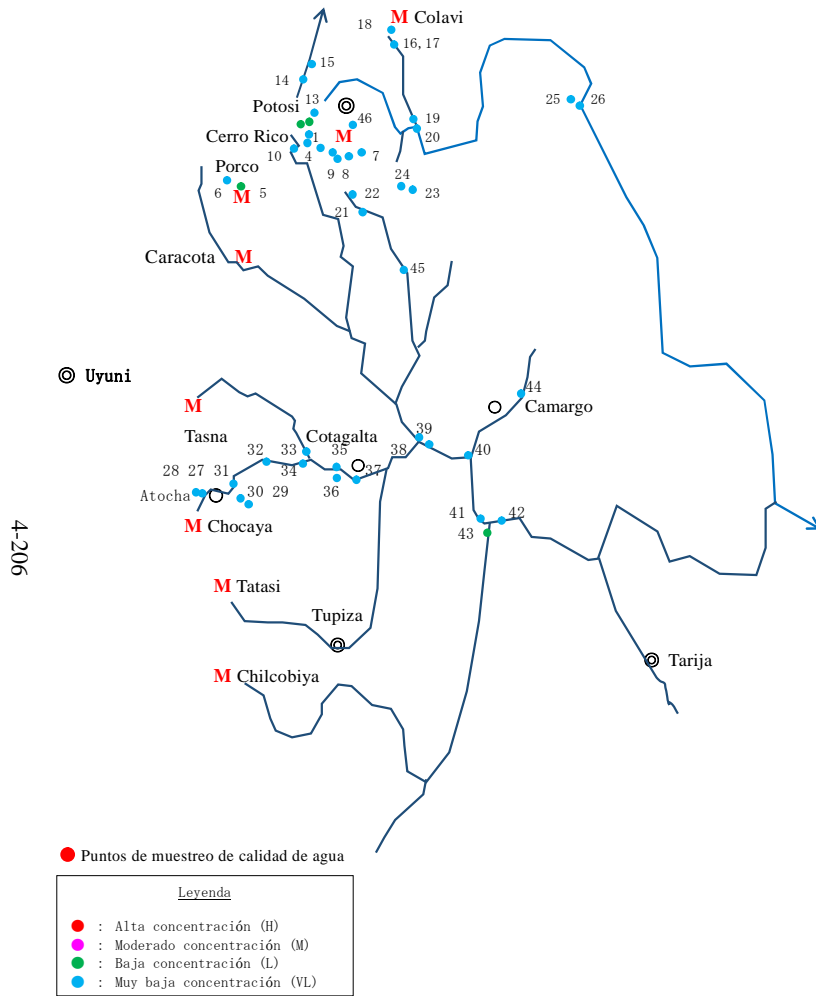 M Colavi
18
16,17
15
14
Potosi
13
25
26
46
19
Cerro Rico
1
M
20
10
4
7
9 8
Porco
24
6
M
5
22
23
21
Caracota
M
45
Uyuni
44
M
Camargo
39
Tasna
Cotagalta
38
32
33
35
40
34
28 27 31
37
36
Atocha
30 29
41
42
M Chocaya
43
4-206
M Tatasi
Tupiza
Tarija
M Chilcobiya
Puntos de muestreo de calidad de agua
Leyenda
: Alta concentración (H)
: Moderado concentración (M)
: Baja concentración (L)
: Muy baja concentración (VL)